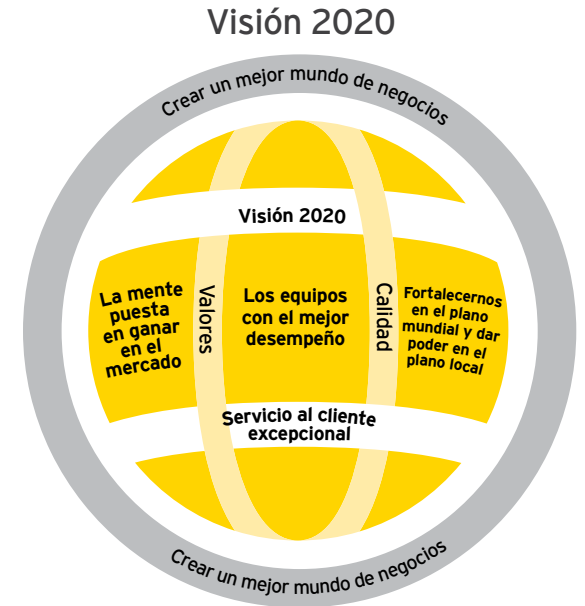 Visión 2020
Crear un mejor mundo de negocios
Visión 2020
La mente
puesta
en ganar
en el
mercado
Valores
Los equipos
con el mejor
desempeño
Calidad
Fortalecernos
en el plano
mundial y dar
poder en el
plano local
Servicio al cliente
excepcional
Crear un mejor mundo de negocios